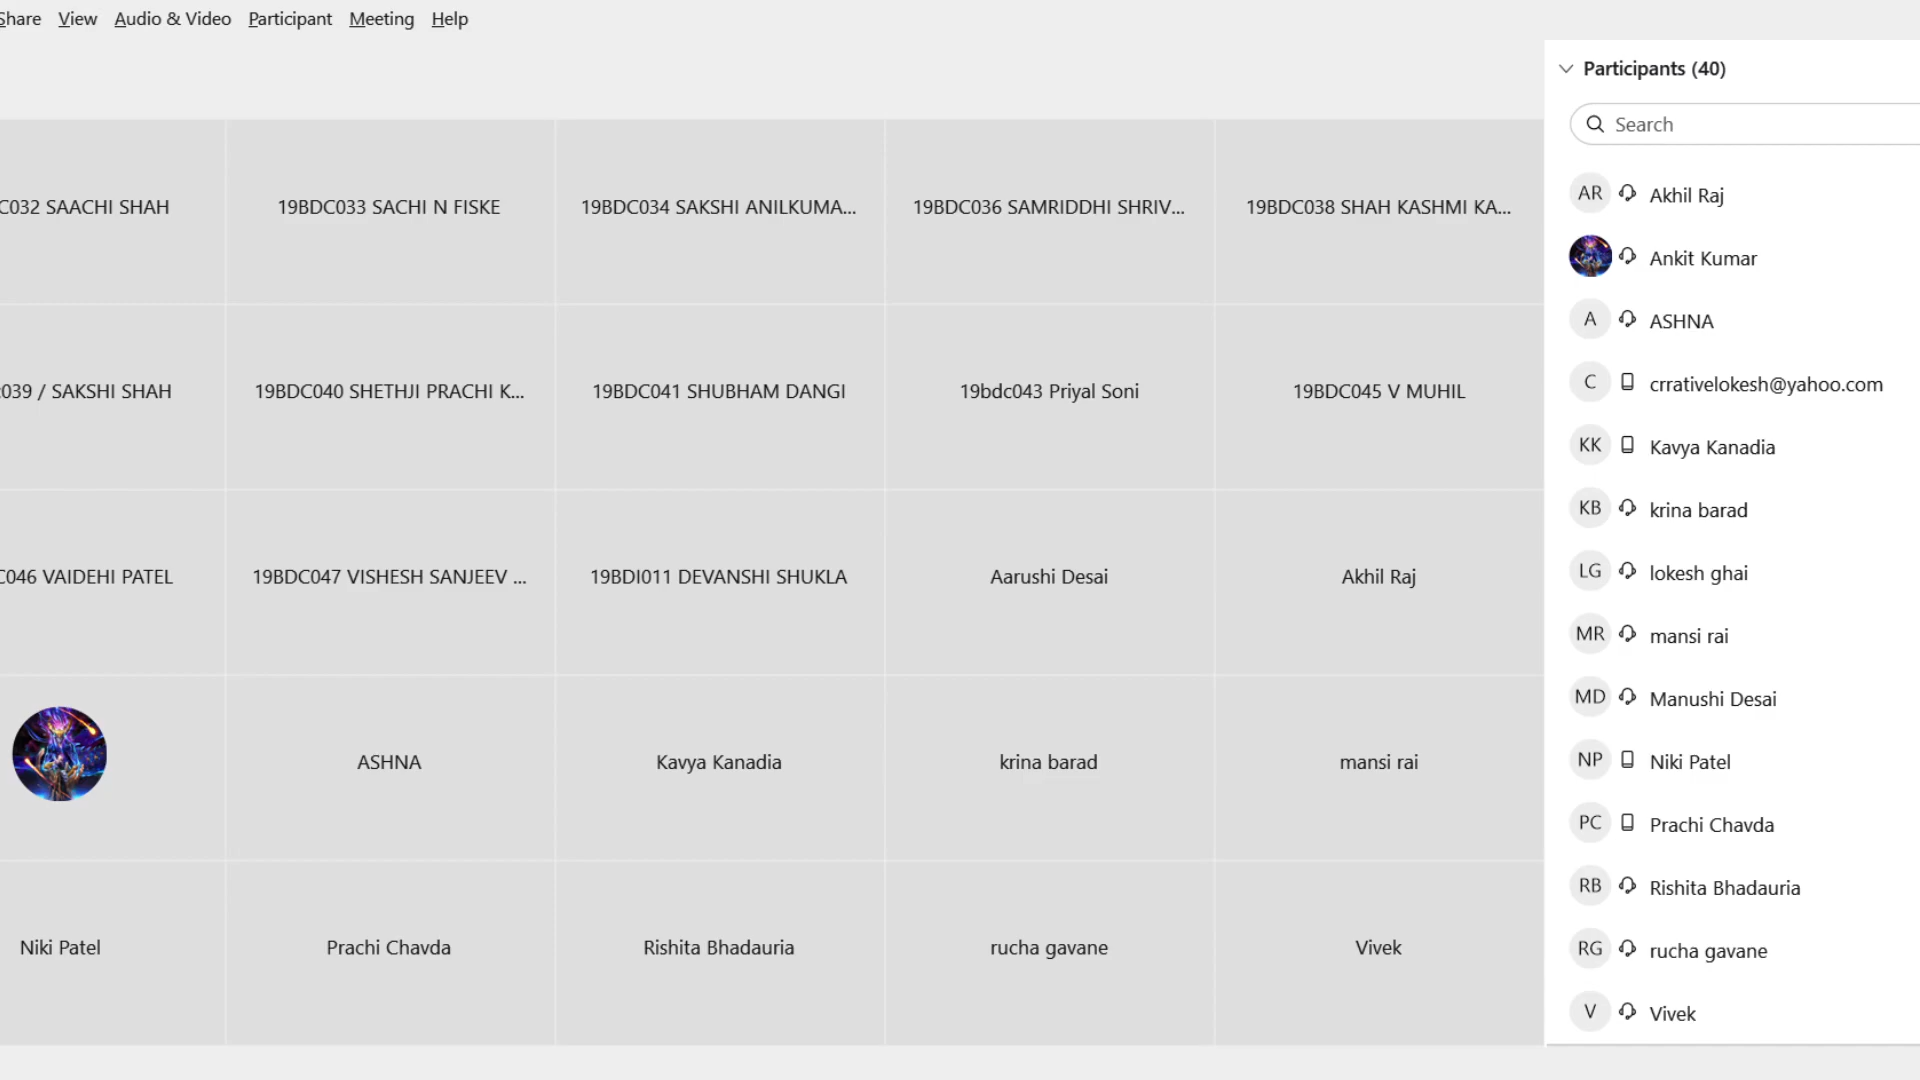 Share View Audio & Video Participant Meeting Help
Participants (40)
Search
C032 SAACHI SHAH
19BDC033 SACHI N FISKE
19BDC034 SAKSHI ANILKUMA...
19BDC036 SAMRIDDHI SHRIV...
19BDC038 SHAH KASHMI KA...
c039 / SAKSHI SHAH
19BDC040 SHETHJI PRACHI K...
19BDC041 SHUBHAM DANGI
19bdc043 Priyal Soni
19BDC045 V MUHIL
C046 VAIDEHI PATEL
19BDC047 VISHESH SANJEEV ...
19BDI011 DEVANSHI SHUKLA
Aarushi Desai
Akhil Raj
ASHNA
Kavya Kanadia
krina barad
mansi rai
Niki Patel
Prachi Chavda
Rishita Bhadauria
rucha gavane
Vivek
AR Akhil Raj
Ankit Kumar
A ASHNA
C crrativelokesh@yahoo.com
KK Kavya Kanadia
KB krina barad
LG lokesh ghai
MR mansi rai
MD Manushi Desai
NP Niki Patel
PC Prachi Chavda
RB Rishita Bhadauria
RG rucha gavane
V Vivek